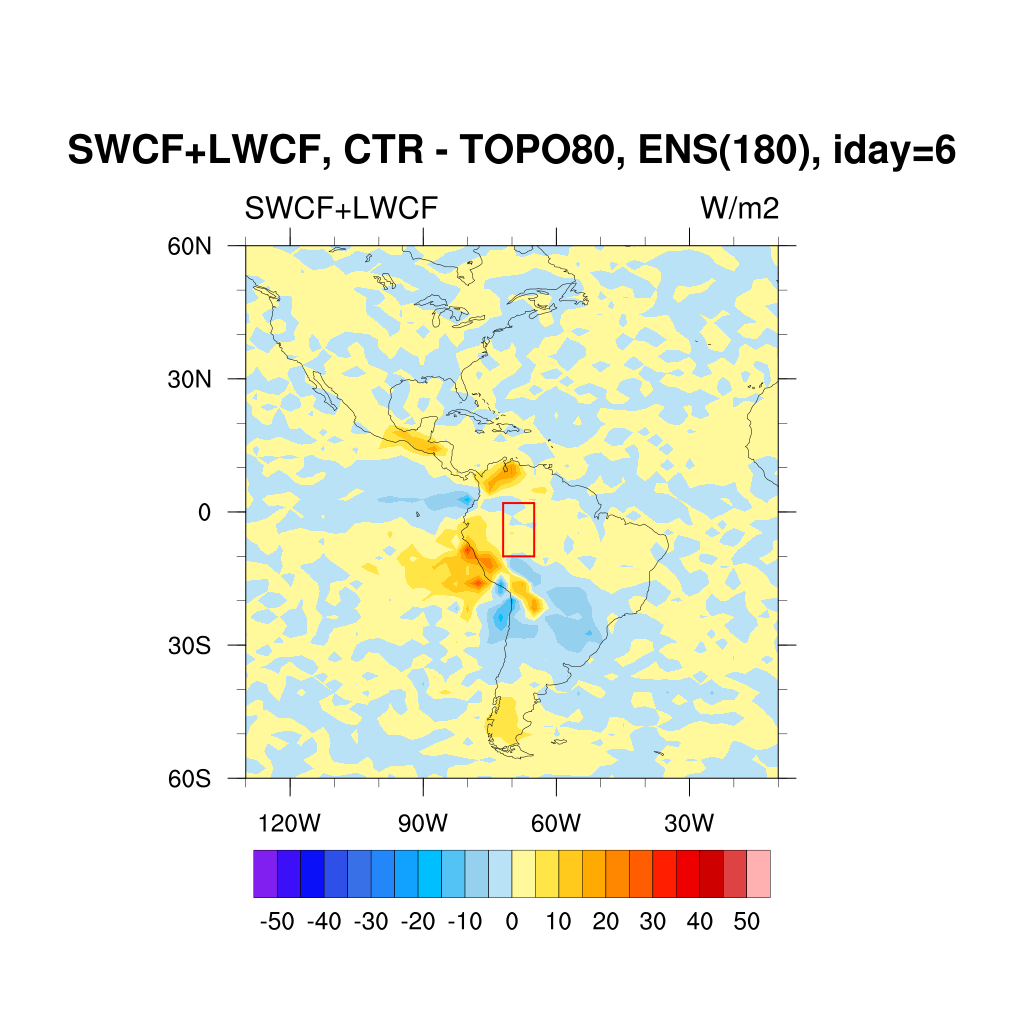 SWCF+LWCF, CTR - TOPO80, ENS(180), iday=6
SWCF+LWCF W/m2
60N
30N
0
30S
60S
120W 90W 60W 30W
-50 -40 -30 -20 -10 0 10 20 30 40 50